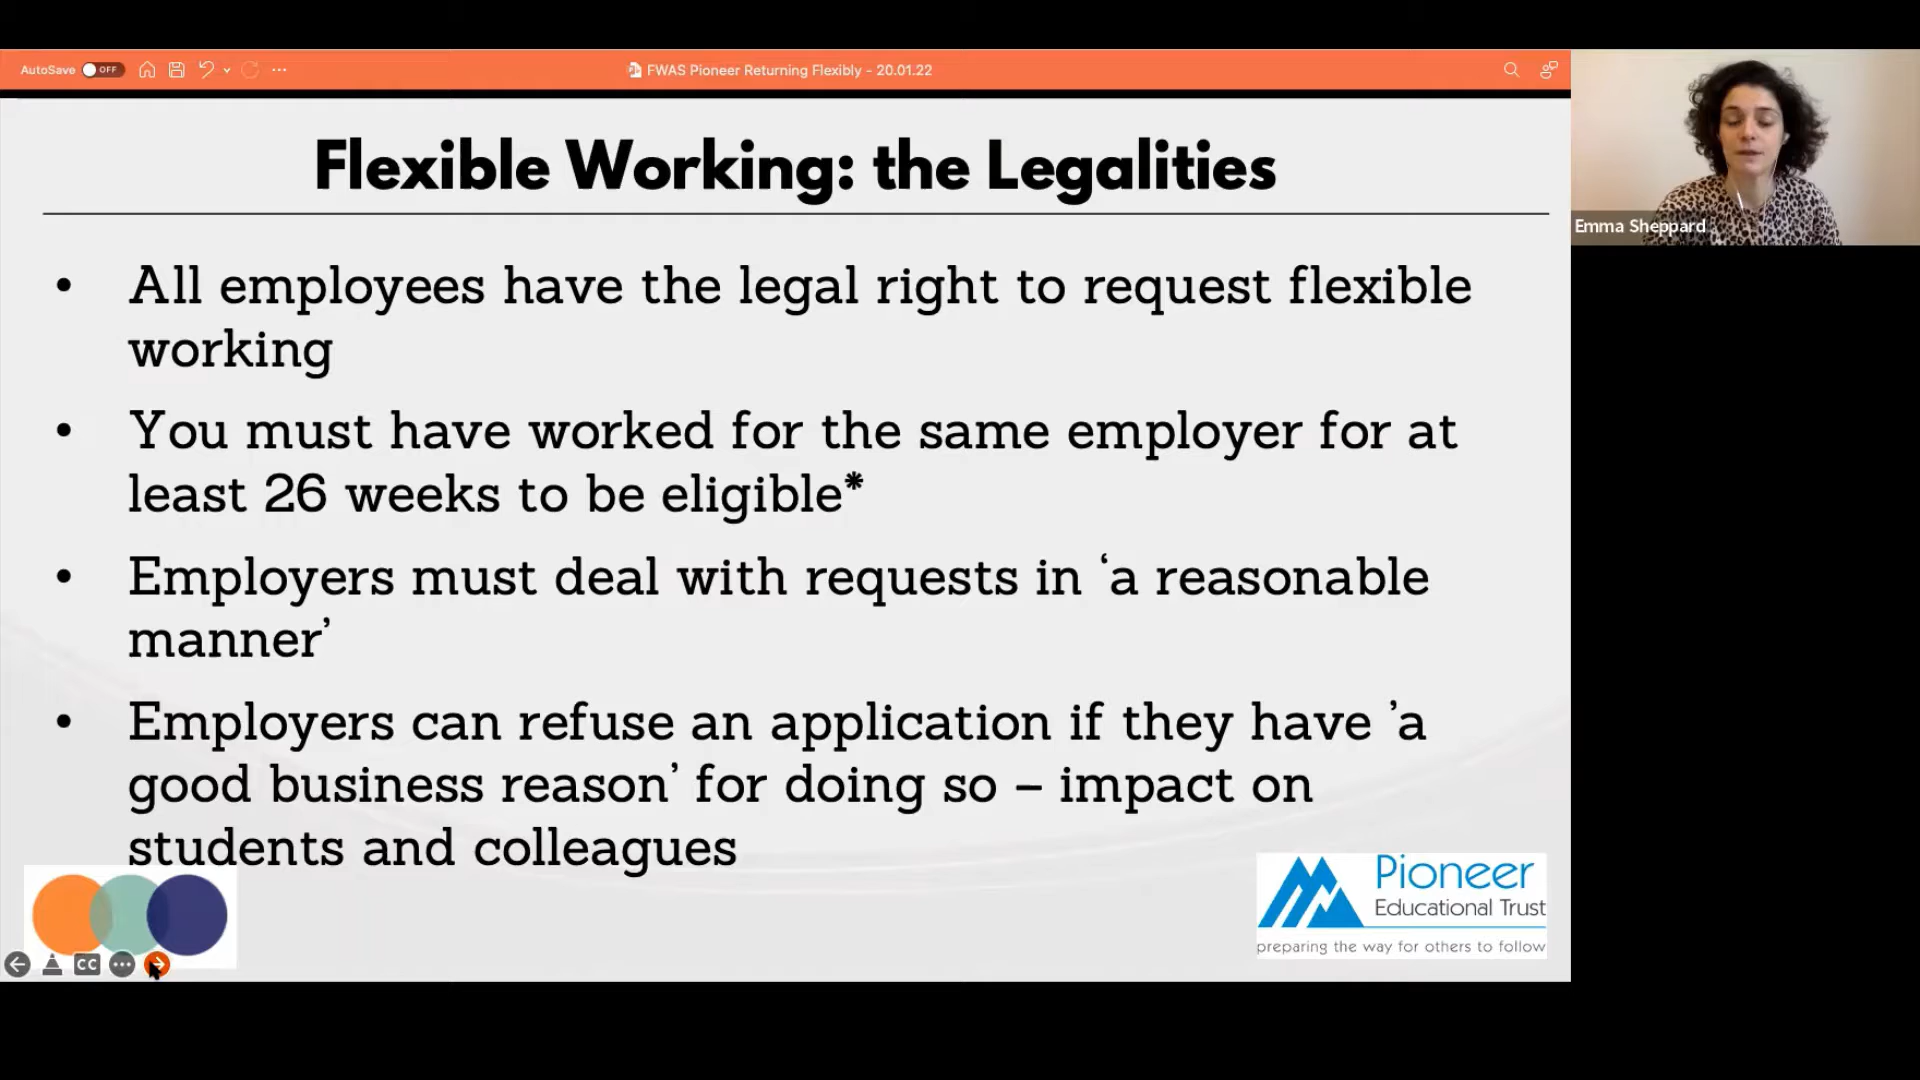 AutoSave OFF
FWAS Pioneer Returning Flexibly - 20.01.22
Flexible Working: the Legalities
Emma Sheppard
• All employees have the legal right to request flexible
working
• You must have worked for the same employer for at
least 26 weeks to be eligible*
• Employers must deal with requests in ‘a reasonable
manner’
• Employers can refuse an application if they have ’a
good business reason’ for doing so – impact on
students and colleagues
Pioneer
Educational Trust
preparing the way for others to follow
CC